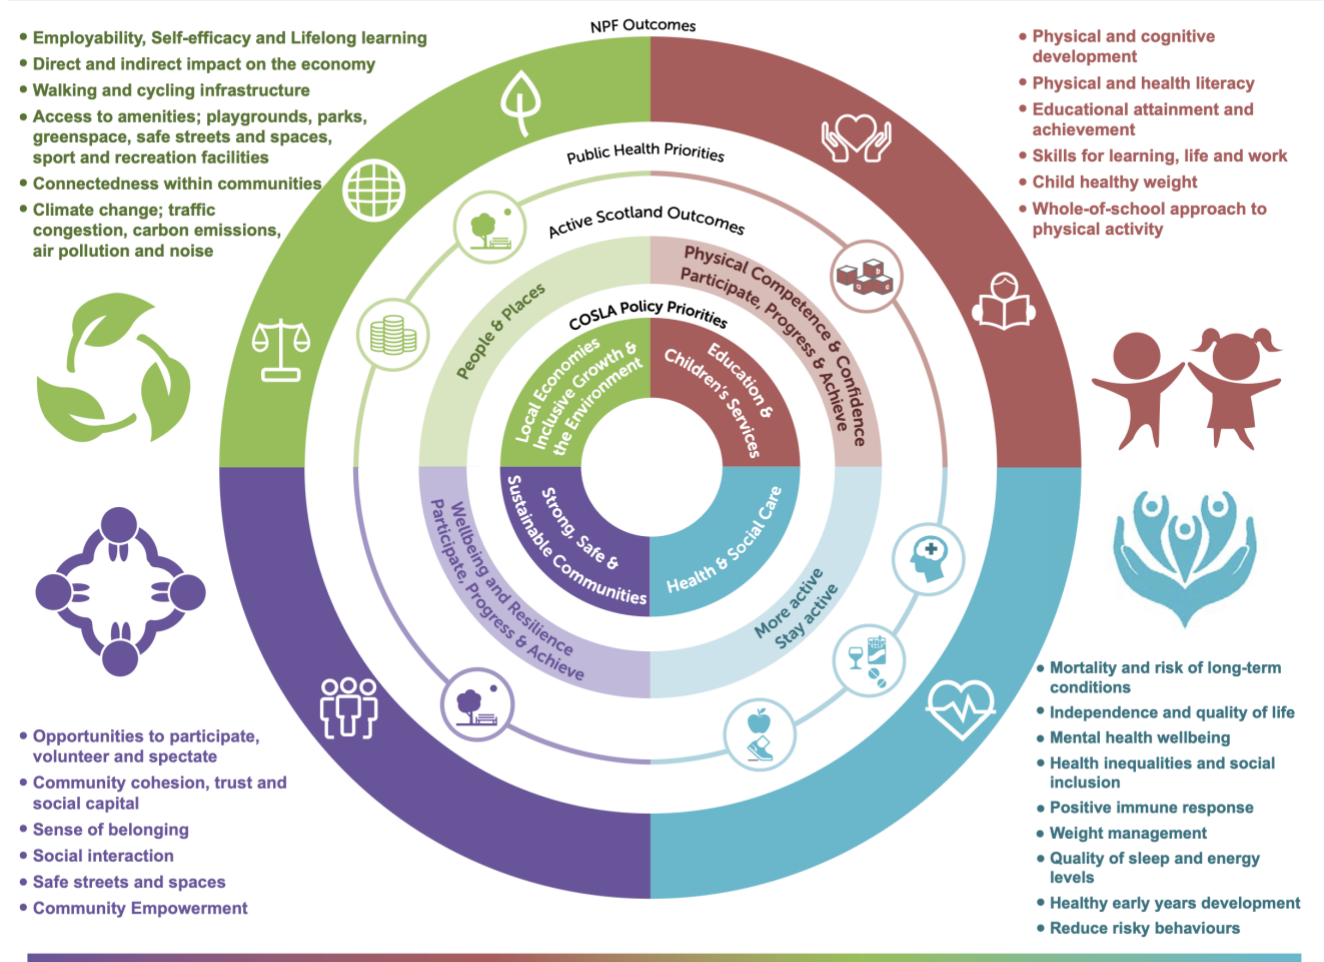 NPF Outcomes
• Employability, Self-efficacy and Lifelong learning
• Direct and indirect impact on the economy
• Walking and cycling infrastructure
• Access to amenities; playgrounds, parks,
greenspace, safe streets and spaces,
sport and recreation facilities
• Connectedness within communities
• Climate change; traffic
congestion, carbon emissions,
air pollution and noise
• Physical and cognitive
development
• Physical and health literacy
• Educational attainment and
achievement
• Skills for learning, life and work
• Child healthy weight
• Whole-of-school approach to
physical activity
Public Health Priorities
Active Scotland Outcomes
People & Places
Physical Competence & Confidence
Participate, Progress & Achieve
COSLA Policy Priorities
Local Economies
Inclusive Growth &
the Environment
Education &
Children's Services
Strong, Safe &
Sustainable Communities
Health & Social Care
Wellbeing and Resilience
Participate, Progress & Achieve
More active
Stay active
• Opportunities to participate,
volunteer and spectate
• Community cohesion, trust and
social capital
• Sense of belonging
• Social interaction
• Safe streets and spaces
• Community Empowerment
• Mortality and risk of long-term
conditions
• Independence and quality of life
• Mental health wellbeing
• Health inequalities and social
inclusion
• Positive immune response
• Weight management
• Quality of sleep and energy
levels
• Healthy early years development
• Reduce risky behaviours